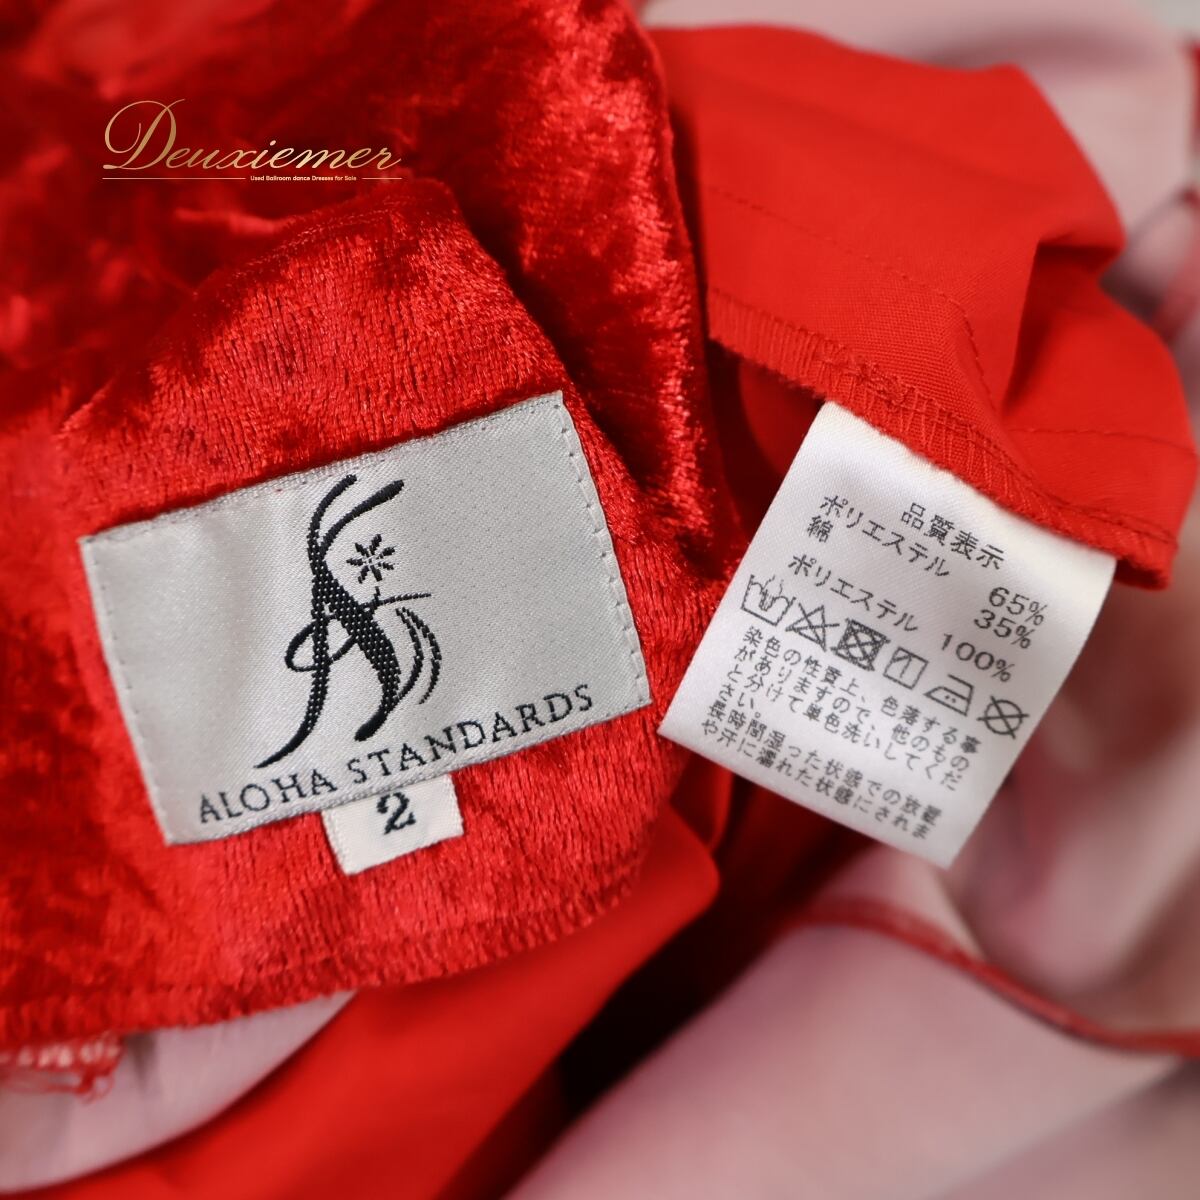 Deuxiemer
Used Ballroom dance Dresses for Sale
ALOHA STANDARDS
2
品質表示
ポリエステル 65%
綿 35%
ポリエステル 100%
染色の性質上、色落する事
がありますので、他のもの
と分けて単色洗いしてくだ
さい。
長時間湿った状態での放置
や汗に濡れた状態にされま